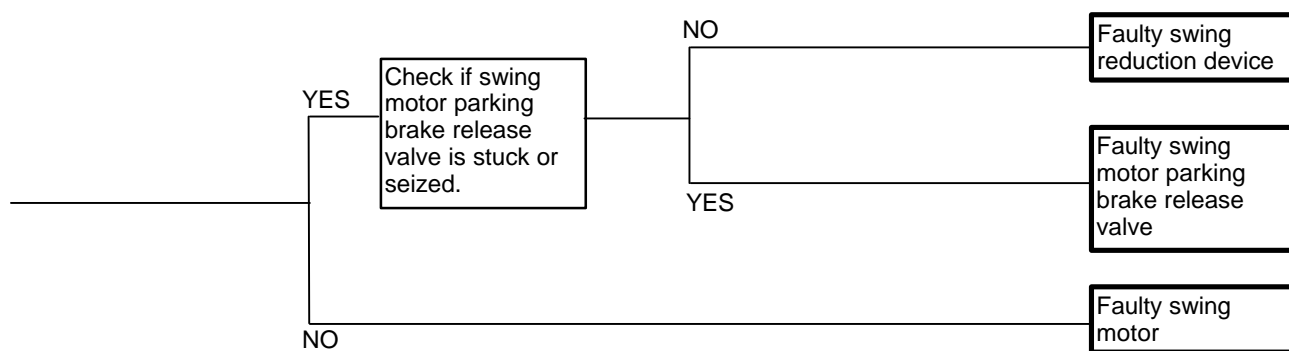 NO
Faulty swing
reduction device
YES
Check if swing
motor parking
brake release
valve is stuck or
seized.
YES
Faulty swing
motor parking
brake release
valve
NO
Faulty swing
motor